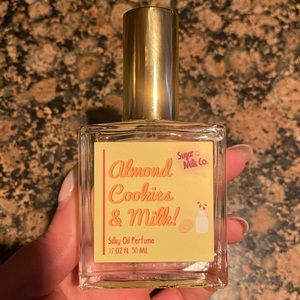 Sugar
Milk Co.
Almond
Cookies
& Milk!
Silky Oil Perfume
1.7 OZ FL 50 ML